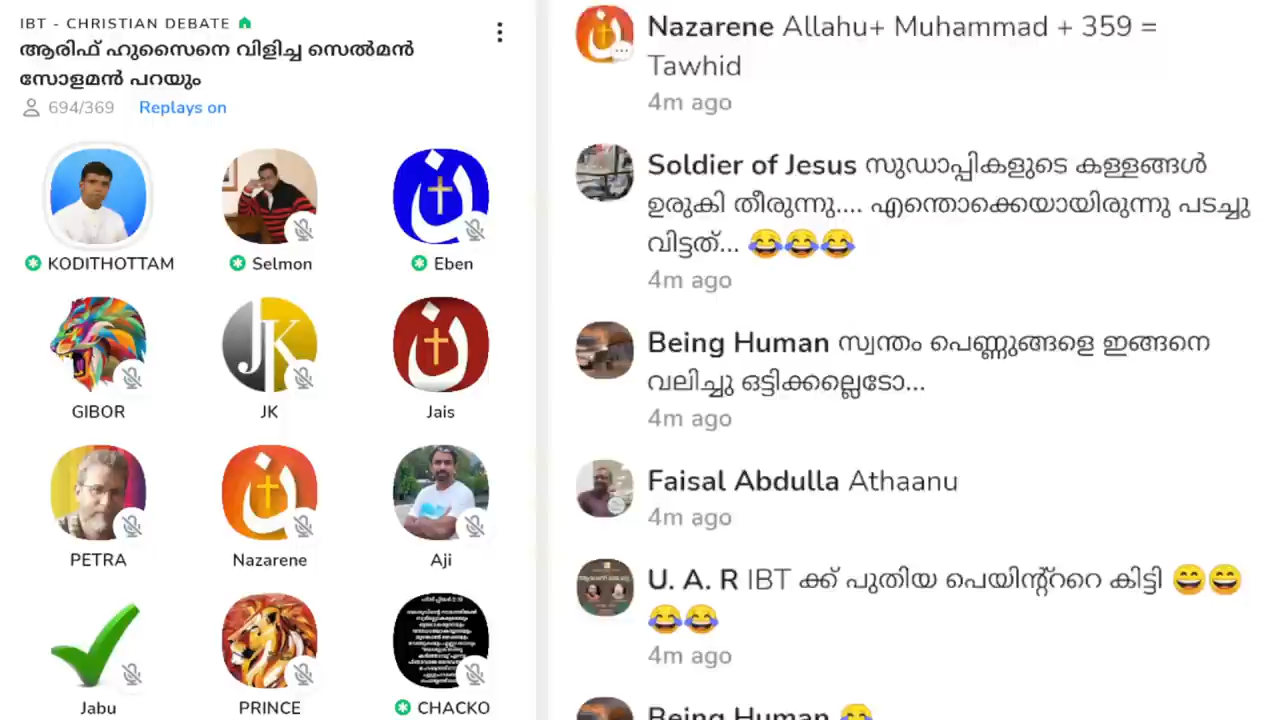 IBT - CHRISTIAN DEBATE
ആരിഫ് ഹുസൈനെ വിളിച്ച സെൽമൻ
സോളമൻ പറയും
694/369 Replays on
KODITHOTTAM Selmon Eben
GIBOR JK Jais
PETRA Nazarene Aji
Jabu PRINCE CHACKO
Nazarene Allahu+ Muhammad + 359 =
Tawhid
4m ago
Soldier of Jesus സുഡാപ്പികളുടെ കള്ളങ്ങൾ
ഉരുകി തീരുന്നു.... എന്തൊക്കെയായിരുന്നു പടച്ചു
വിട്ടത്... 😂😂😂
4m ago
Being Human സ്വന്തം പെണ്ണുങ്ങളെ ഇങ്ങനെ
വലിച്ചു ഒട്ടിക്കല്ലെടോ...
4m ago
Faisal Abdulla Athaanu
4m ago
U. A. R IBT ക്ക് പുതിയ പെയിന്റ്ററെ കിട്ടി 😄😄
😂😂
4m ago
Being Human 😂